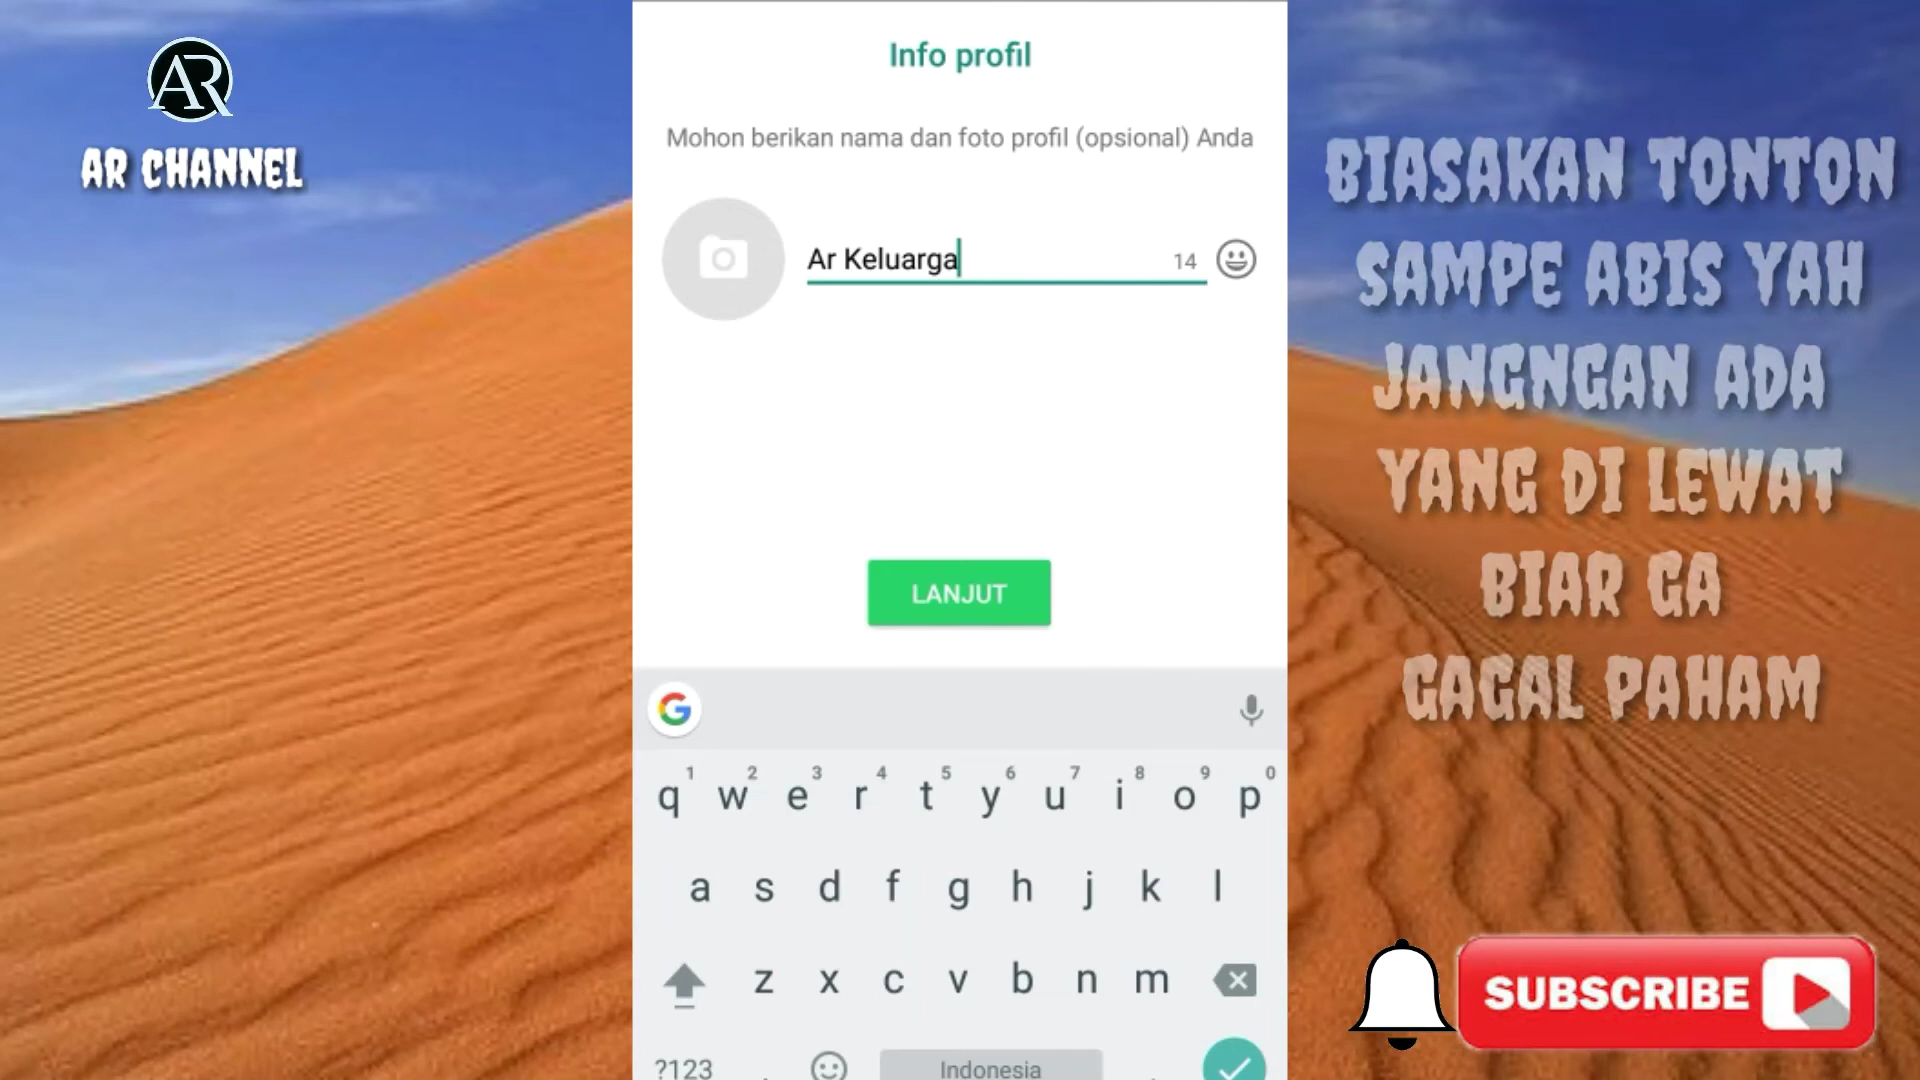 AR
AR CHANNEL
Info profil
Mohon berikan nama dan foto profil (opsional) Anda
Ar Keluarga 14
LANJUT
G
1 2 3 4 5 6 7 8 9 0
q w e r t y u i o p
a s d f g h j k l
z x c v b n m
?123 , Indonesia .
BIASAKAN TONTON
SAMPE ABIS YAH
JANGNGAN ADA
YANG DI LEWAT
BIAR GA
GAGAL PAHAM
SUBSCRIBE